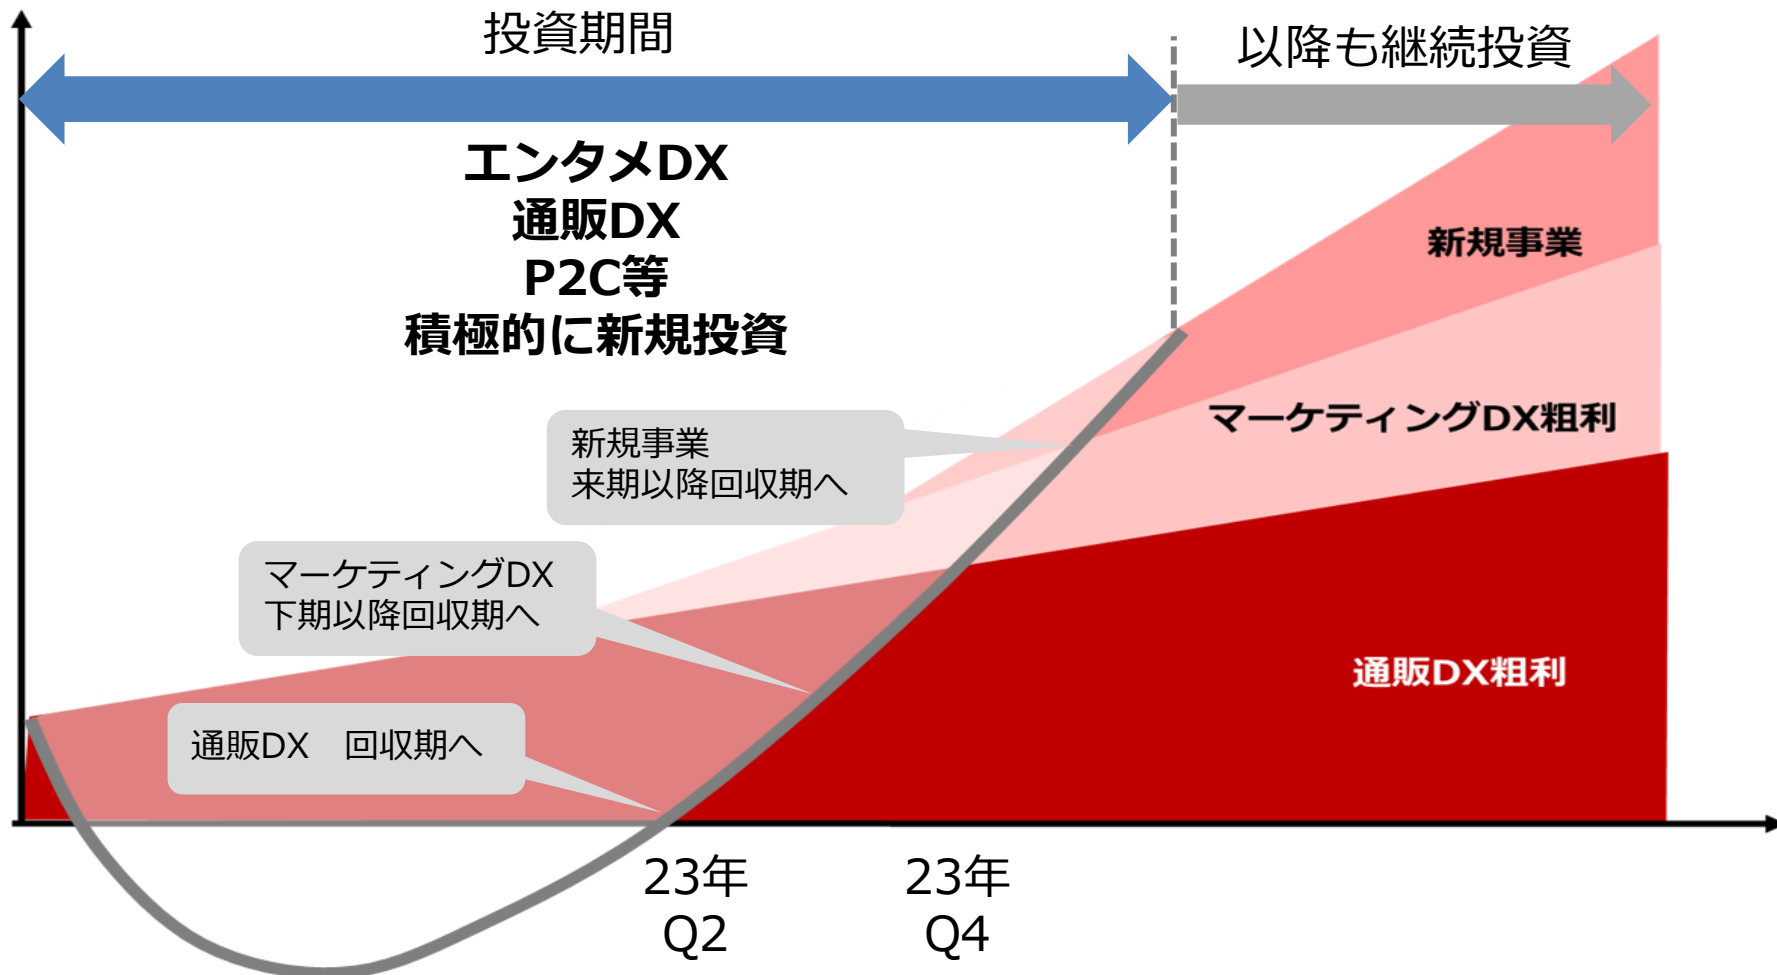 投資期間
以降も継続投資
エンタメDX
通販DX
P2C等
積極的に新規投資
新規事業
マーケティングDX粗利
新規事業
来期以降回収期へ
マーケティングDX
下期以降回収期へ
通販DX粗利
通販DX　回収期へ
23年
Q2
23年
Q4